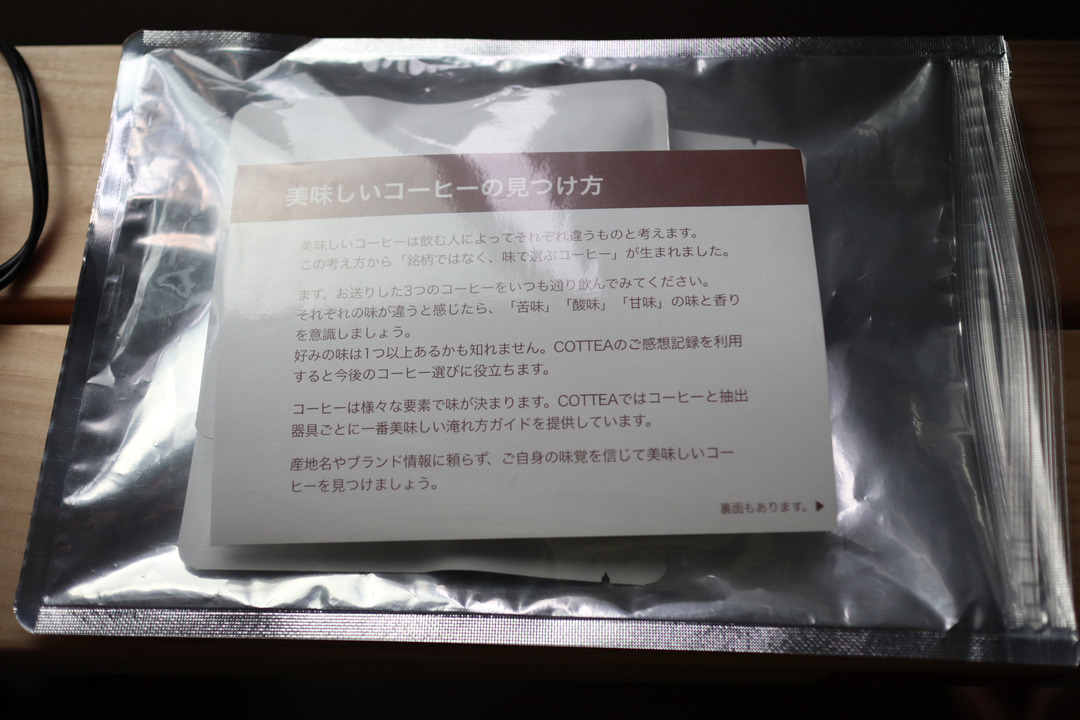 美味しいコーヒーの見つけ方
美味しいコーヒーは飲む人によってそれぞれ違うものと考えます。
この考え方から「銘柄ではなく、味で選ぶコーヒー」が生まれました。
まず、お送りした3つのコーヒーをいつも通り飲んでみてください。
それぞれの味が違うと感じたら、「苦味」「酸味」「甘味」の味と香り
を意識しましょう。
好みの味は1つ以上あるかも知れません。COTTEAのご感想記録を利用
すると今後のコーヒー選びに役立ちます。
コーヒーは様々な要素で味が決まります。COTTEAではコーヒーと抽出
器具ごとに一番美味しい淹れ方ガイドを提供しています。
産地名やブランド情報に頼らず、ご自身の味覚を信じて美味しいコー
ヒーを見つけましょう。
裏面もあります。▶